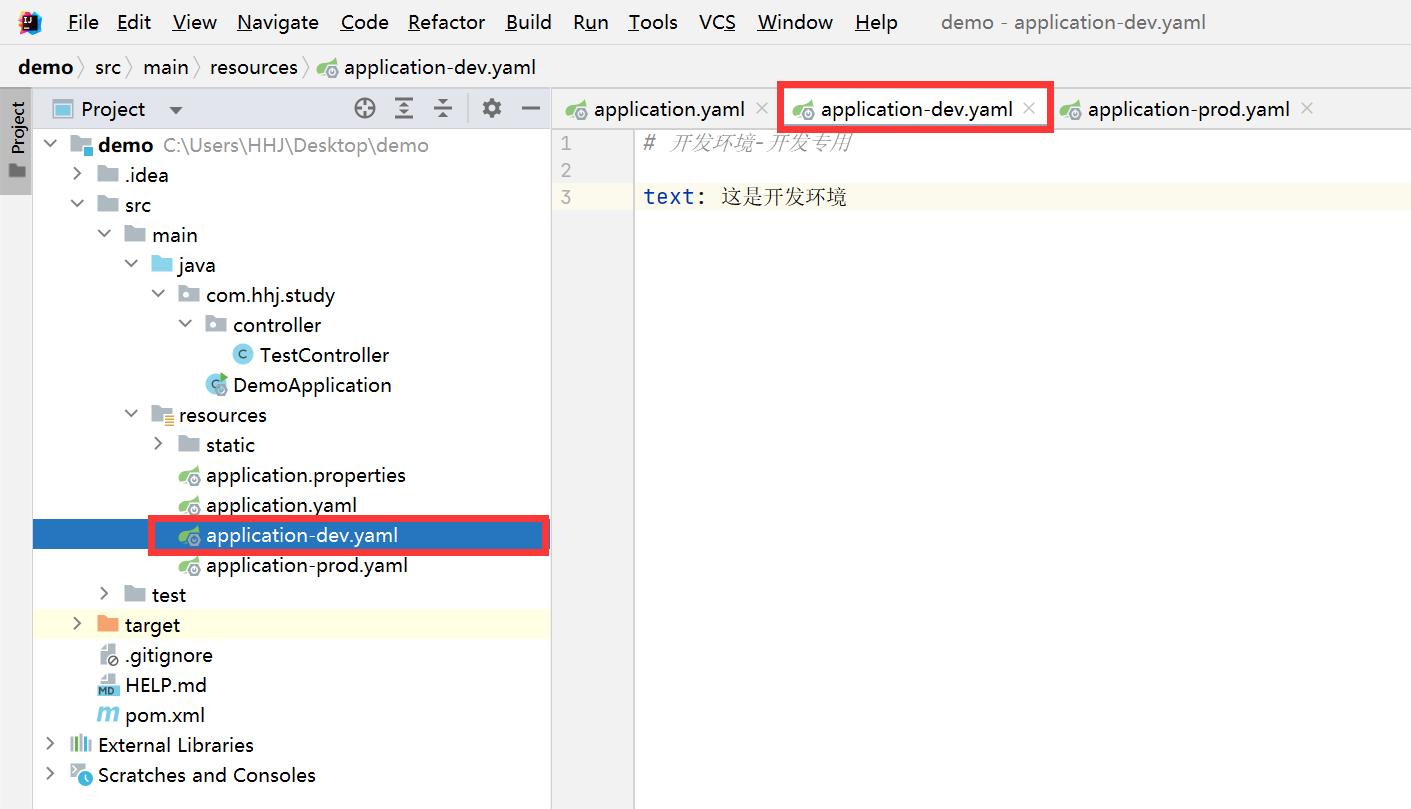 File Edit View Navigate Code Refactor Build Run Tools VCS Window Help demo - application-dev.yaml
demo src main resources application-dev.yaml
Project
Project
application.yaml application-dev.yaml application-prod.yaml
demo C:\Users\HHJ\Desktop\demo
.idea
src
main
java
com.hhj.study
controller
C TestController
DemoApplication
resources
static
application.properties
application.yaml
application-dev.yaml
application-prod.yaml
test
target
.gitignore
MD HELP.md
m pom.xml
External Libraries
Scratches and Consoles
1 # 开发环境-开发专用
2
3 text: 这是开发环境